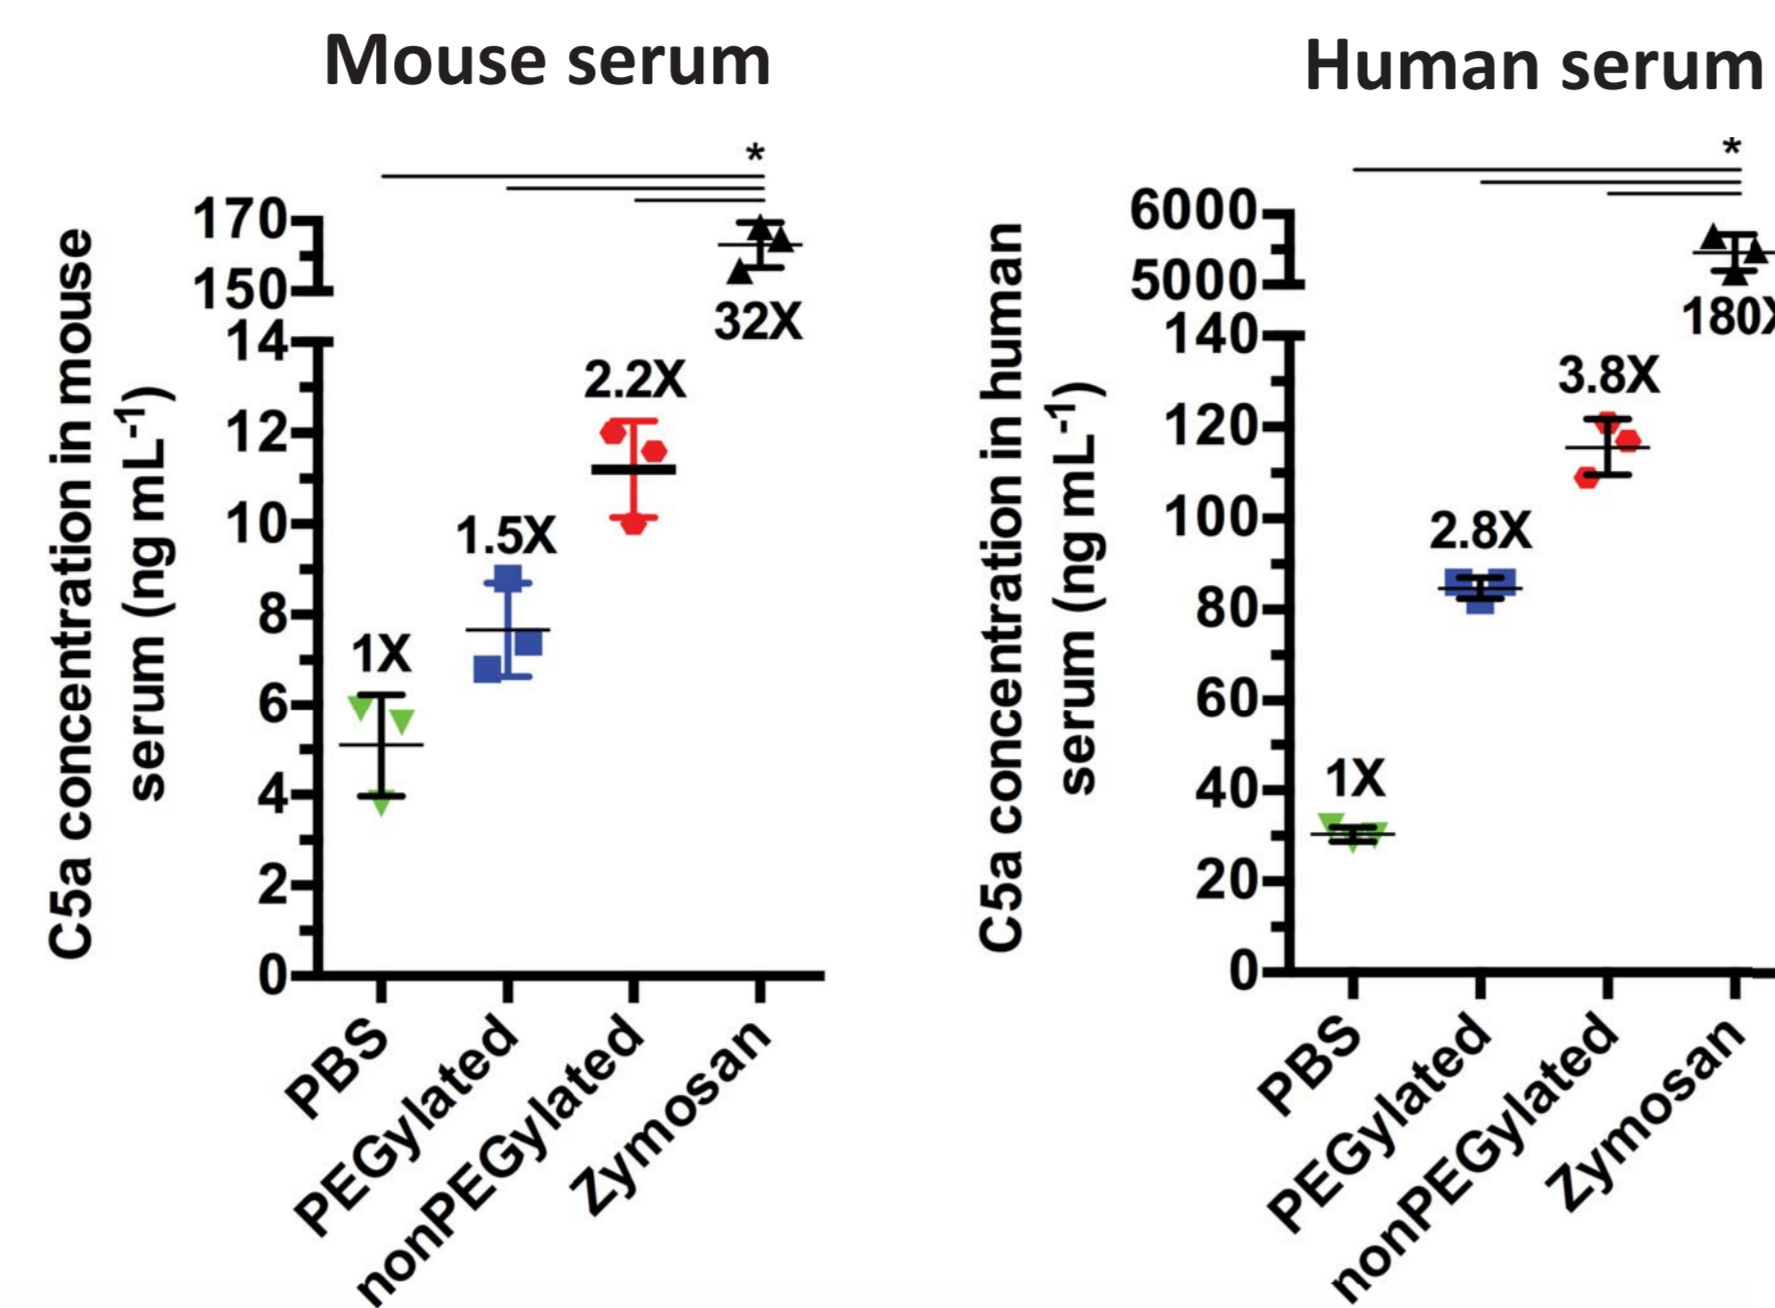 Mouse serum
C5a concentration in mouse
serum (ng mL-1)
*
170
150
14
12
10
8
6
4
2
0
1X
1.5X
2.2X
32X
PBS
PEGylated
nonPEGylated
Zymosan
Human serum
C5a concentration in human
serum (ng mL-1)
*
6000
5000
140
120
100
80
60
40
20
0
1X
2.8X
3.8X
180X
PBS
PEGylated
nonPEGylated
Zymosan